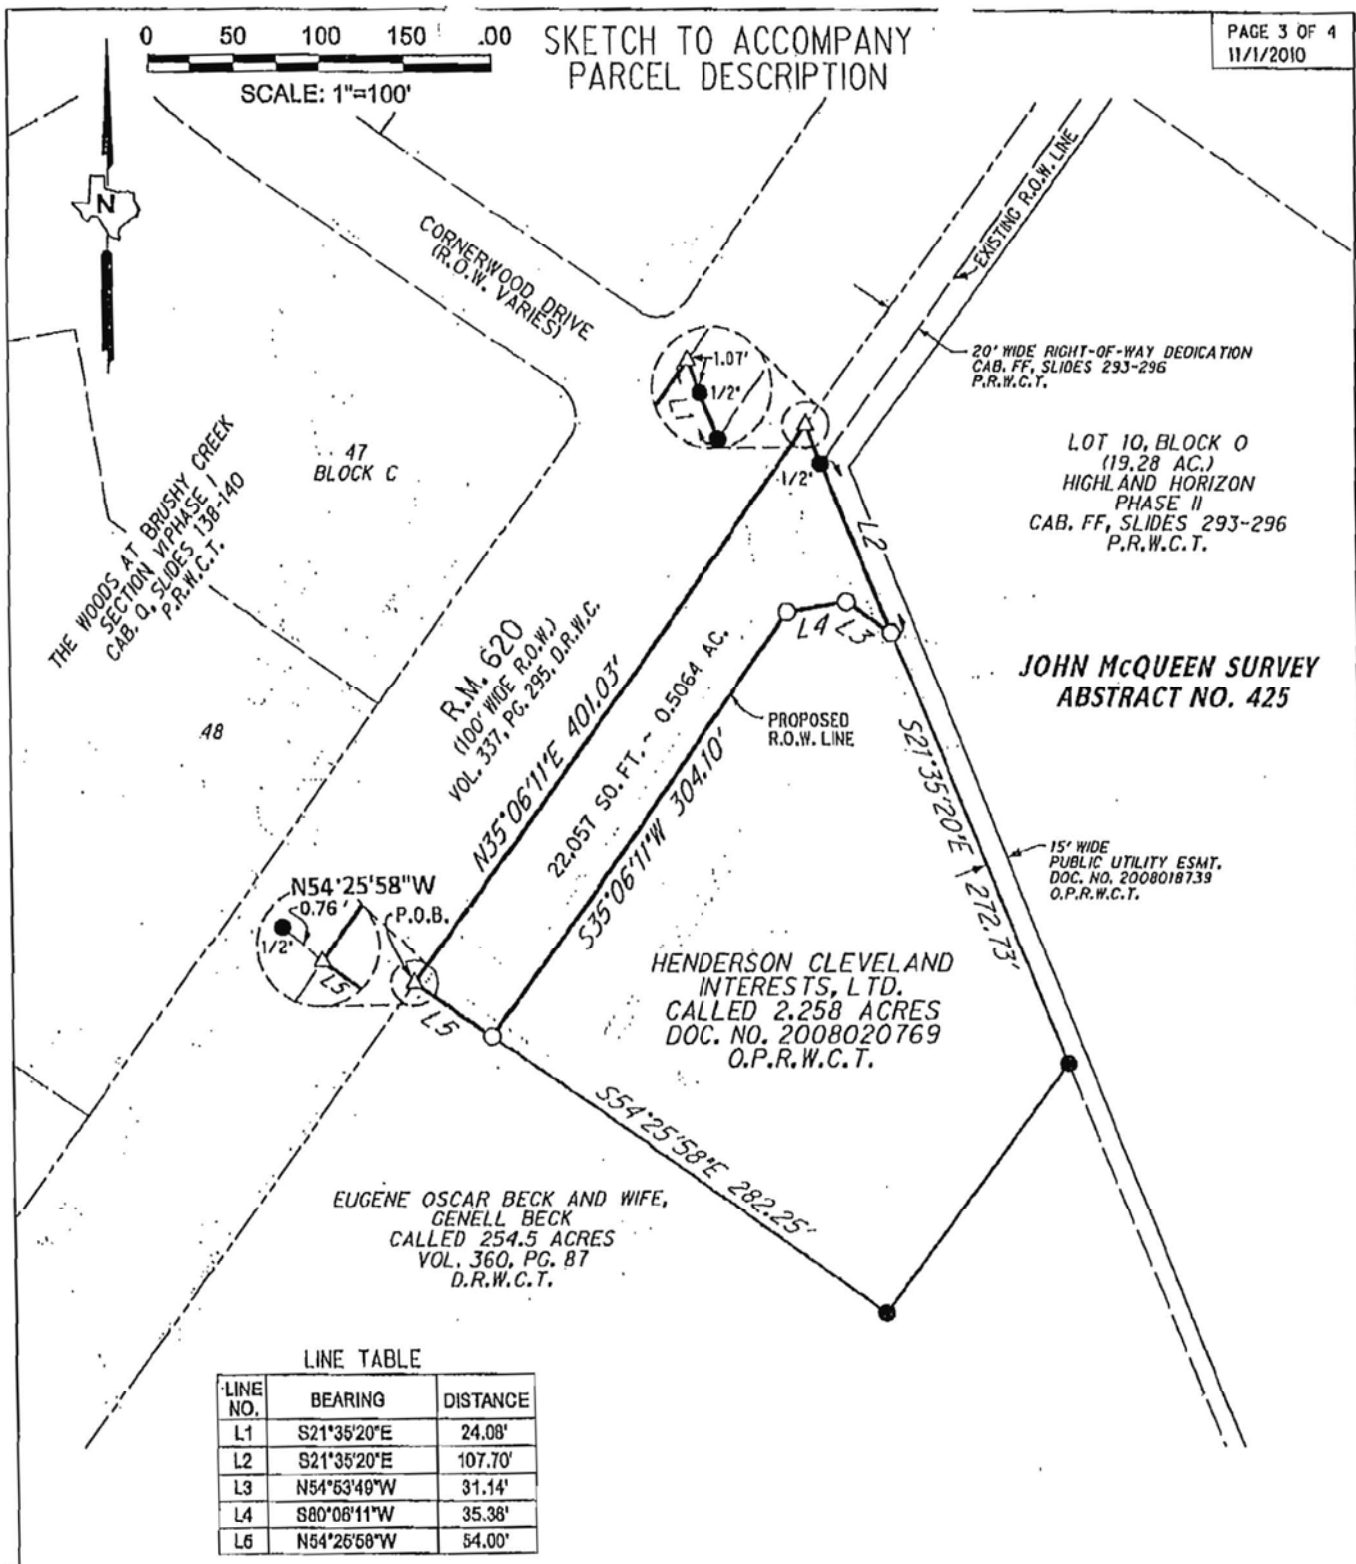 0 50 100 150 .00
SCALE: 1"=100'
SKETCH TO ACCOMPANY
PARCEL DESCRIPTION
PAGE 3 OF 4
11/1/2010
N
CORNERWOOD DRIVE
(R.O.W. VARIES)
EXISTING R.O.W. LINE
20' WIDE RIGHT-OF-WAY DEDICATION
CAB. FF, SLIDES 293-296
P.R.W.C.T.
1.07'
1/2"
L1
1/2"
L2
LOT 10, BLOCK O
(19.28 AC.)
HIGHLAND HORIZON
PHASE II
CAB. FF, SLIDES 293-296
P.R.W.C.T.
47
BLOCK C
THE WOODS AT BRUSHY CREEK
SECTION VIPHASE I
CAB. Q, SLIDES 138-140
P.R.W.C.T.
48
R.M. 620
(100' WIDE R.O.W.)
VOL. 337, PG. 295, D.R.W.C.
N35°06'11"E 401.03'
22,057 SQ.FT. ~ 0.5064 AC.
S35°06'11"W 304.10'
L4
L3
PROPOSED
R.O.W. LINE
JOHN McQUEEN SURVEY
ABSTRACT NO. 425
S21°35'20"E 272.73'
15' WIDE
PUBLIC UTILITY ESMT.
DOC. NO. 2008018739
O.P.R.W.C.T.
N54°25'58"W
0.76'
1/2"
L5
P.O.B.
L5
HENDERSON CLEVELAND
INTERESTS, LTD.
CALLED 2.258 ACRES
DOC. NO. 2008020769
O.P.R.W.C.T.
S54°25'58"E 282.25'
EUGENE OSCAR BECK AND WIFE,
GENELL BECK
CALLED 254.5 ACRES
VOL. 360, PG. 87
D.R.W.C.T.
LINE TABLE
LINE NO. BEARING DISTANCE
L1 S21°35'20"E 24.08'
L2 S21°35'20"E 107.70'
L3 N54°53'49"W 31.14'
L4 S80°06'11"W 35.36'
L5 N54°25'58"W 54.00'